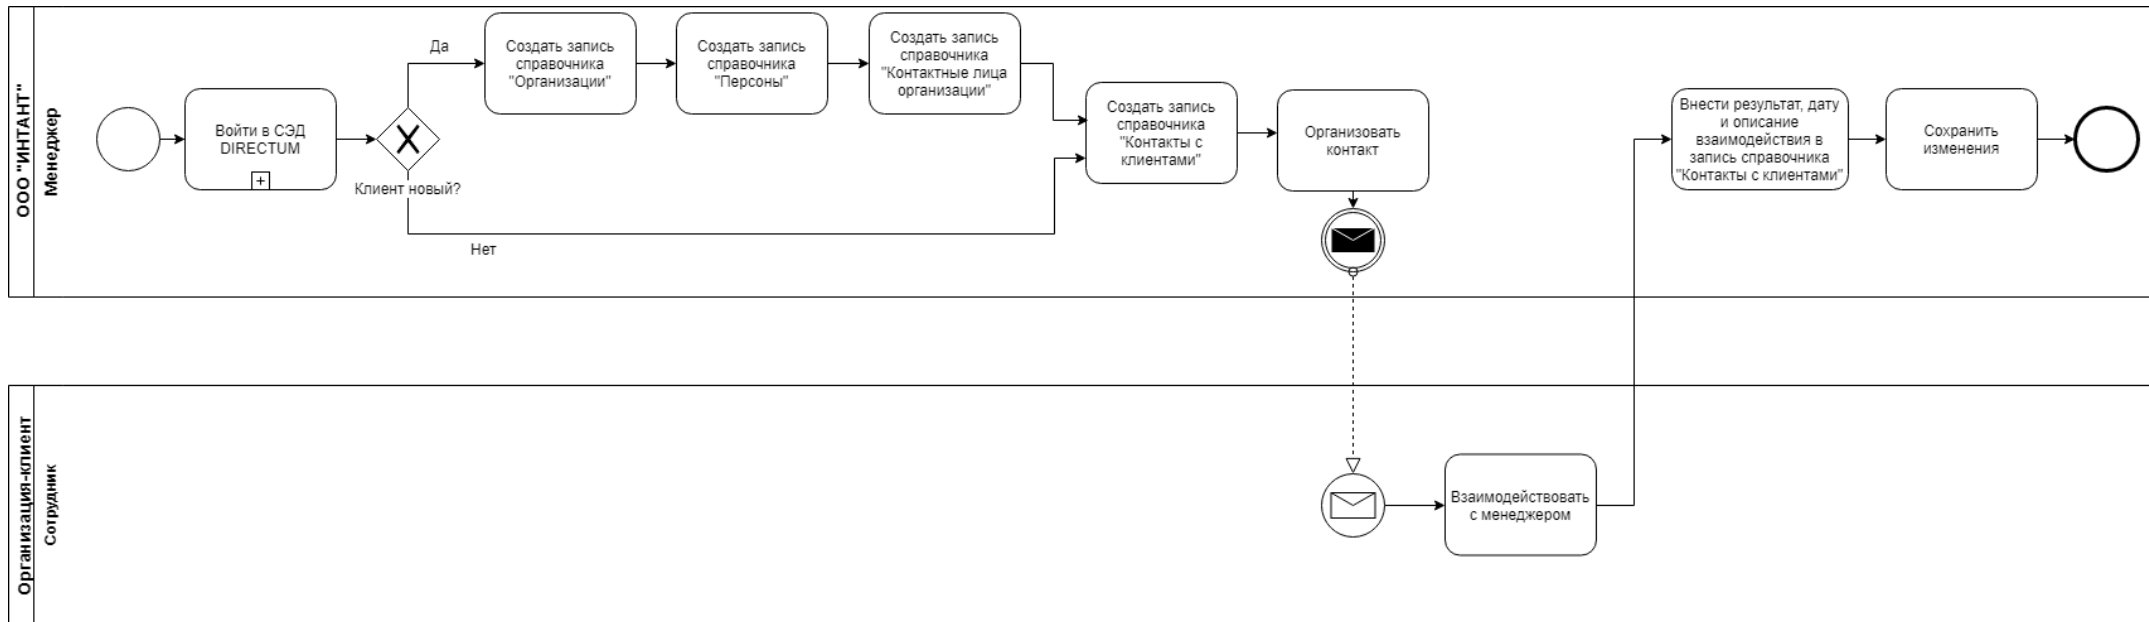 ООО "ИНТАНТ"
Менеджер
Войти в СЭД
DIRECTUM
Клиент новый?
Да
Нет
Создать запись
справочника
"Организации"
Создать запись
справочника
"Персоны"
Создать запись
справочника
"Контактные лица
организации"
Создать запись
справочника
"Контакты с
клиентами"
Организовать
контакт
Внести результат, дату
и описание
взаимодействия в
запись справочника
"Контакты с клиентами"
Сохранить
изменения
Организация-клиент
Сотрудник
Взаимодействовать
с менеджером